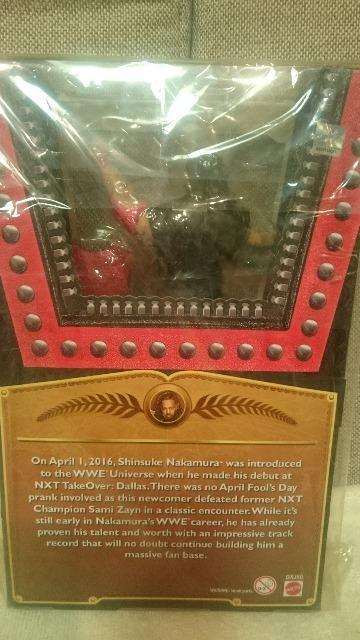 On April 1, 2016, Shinsuke Nakamura™ was introduced
to the WWE® Universe when he made his debut at
NXT TakeOver: Dallas. There was no April Fool's Day
prank involved as this newcomer defeated former NXT
Champion Sami Zayn in a classic encounter. While it's
still early in Nakamura's WWE® career, he has already
proven his talent and worth with an impressive track
record that will no doubt continue building him a
massive fan base.
WARNING:
MATTEL